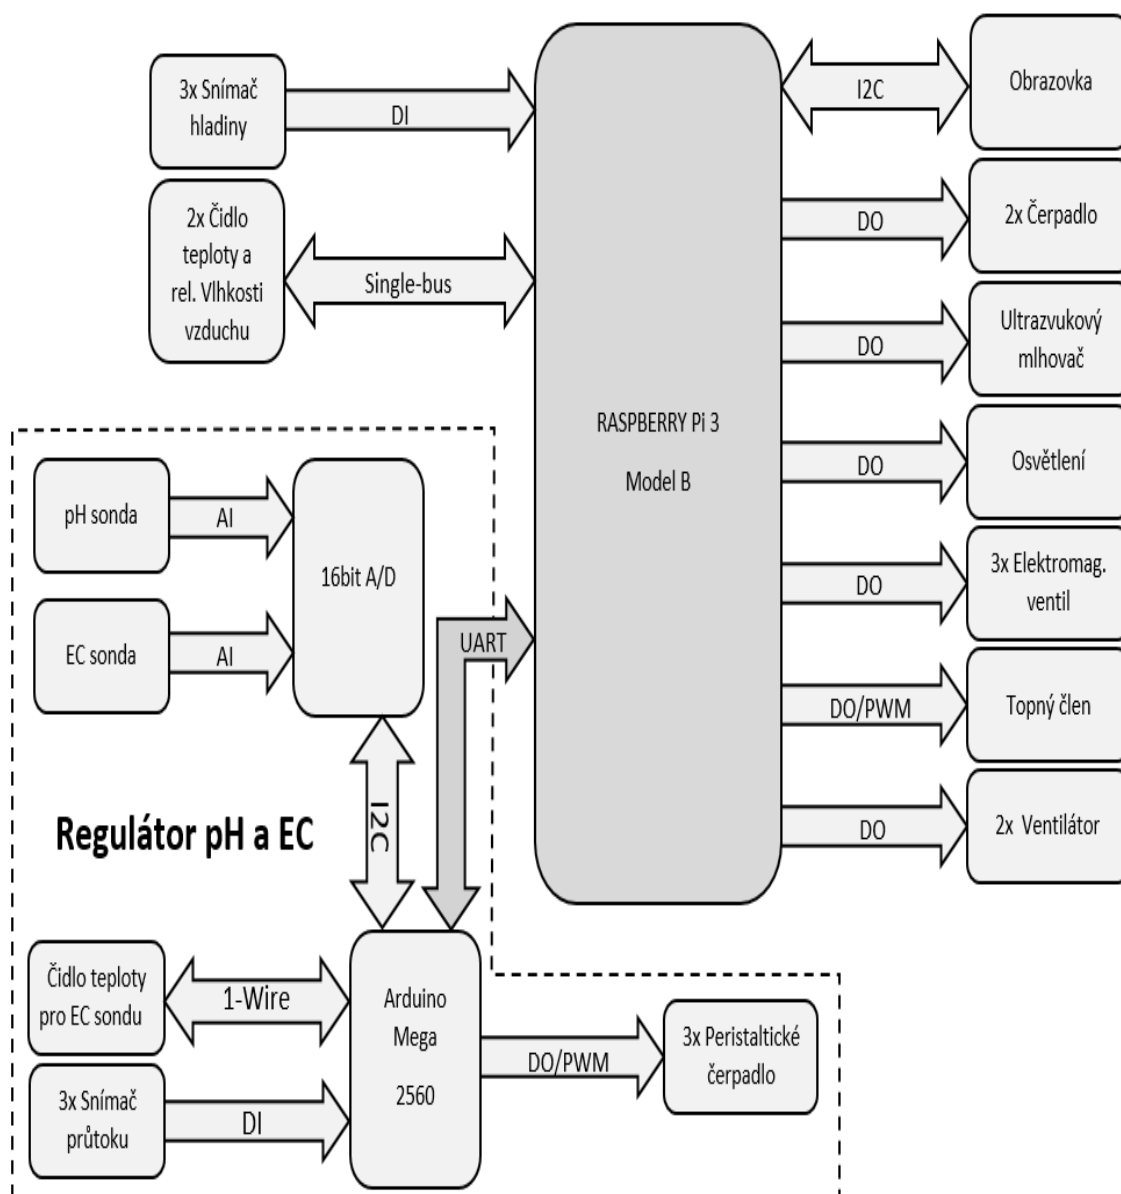 3x Snímač
hladiny
DI
2x Čidlo
teploty a
rel. Vlhkosti
vzduchu
Single-bus
RASPBERRY Pi 3
Model B
I2C
Obrazovka
DO
2x Čerpadlo
DO
Ultrazvukový
mlhovač
DO
Osvětlení
DO
3x Elektromag.
ventil
DO/PWM
Topný člen
DO
2x Ventilátor
pH sonda
AI
16bit A/D
EC sonda
AI
UART
I2C
Regulátor pH a EC
Čidlo teploty
pro EC sondu
1-Wire
Arduino
Mega
2560
3x Snímač
průtoku
DI
DO/PWM
3x Peristaltické
čerpadlo